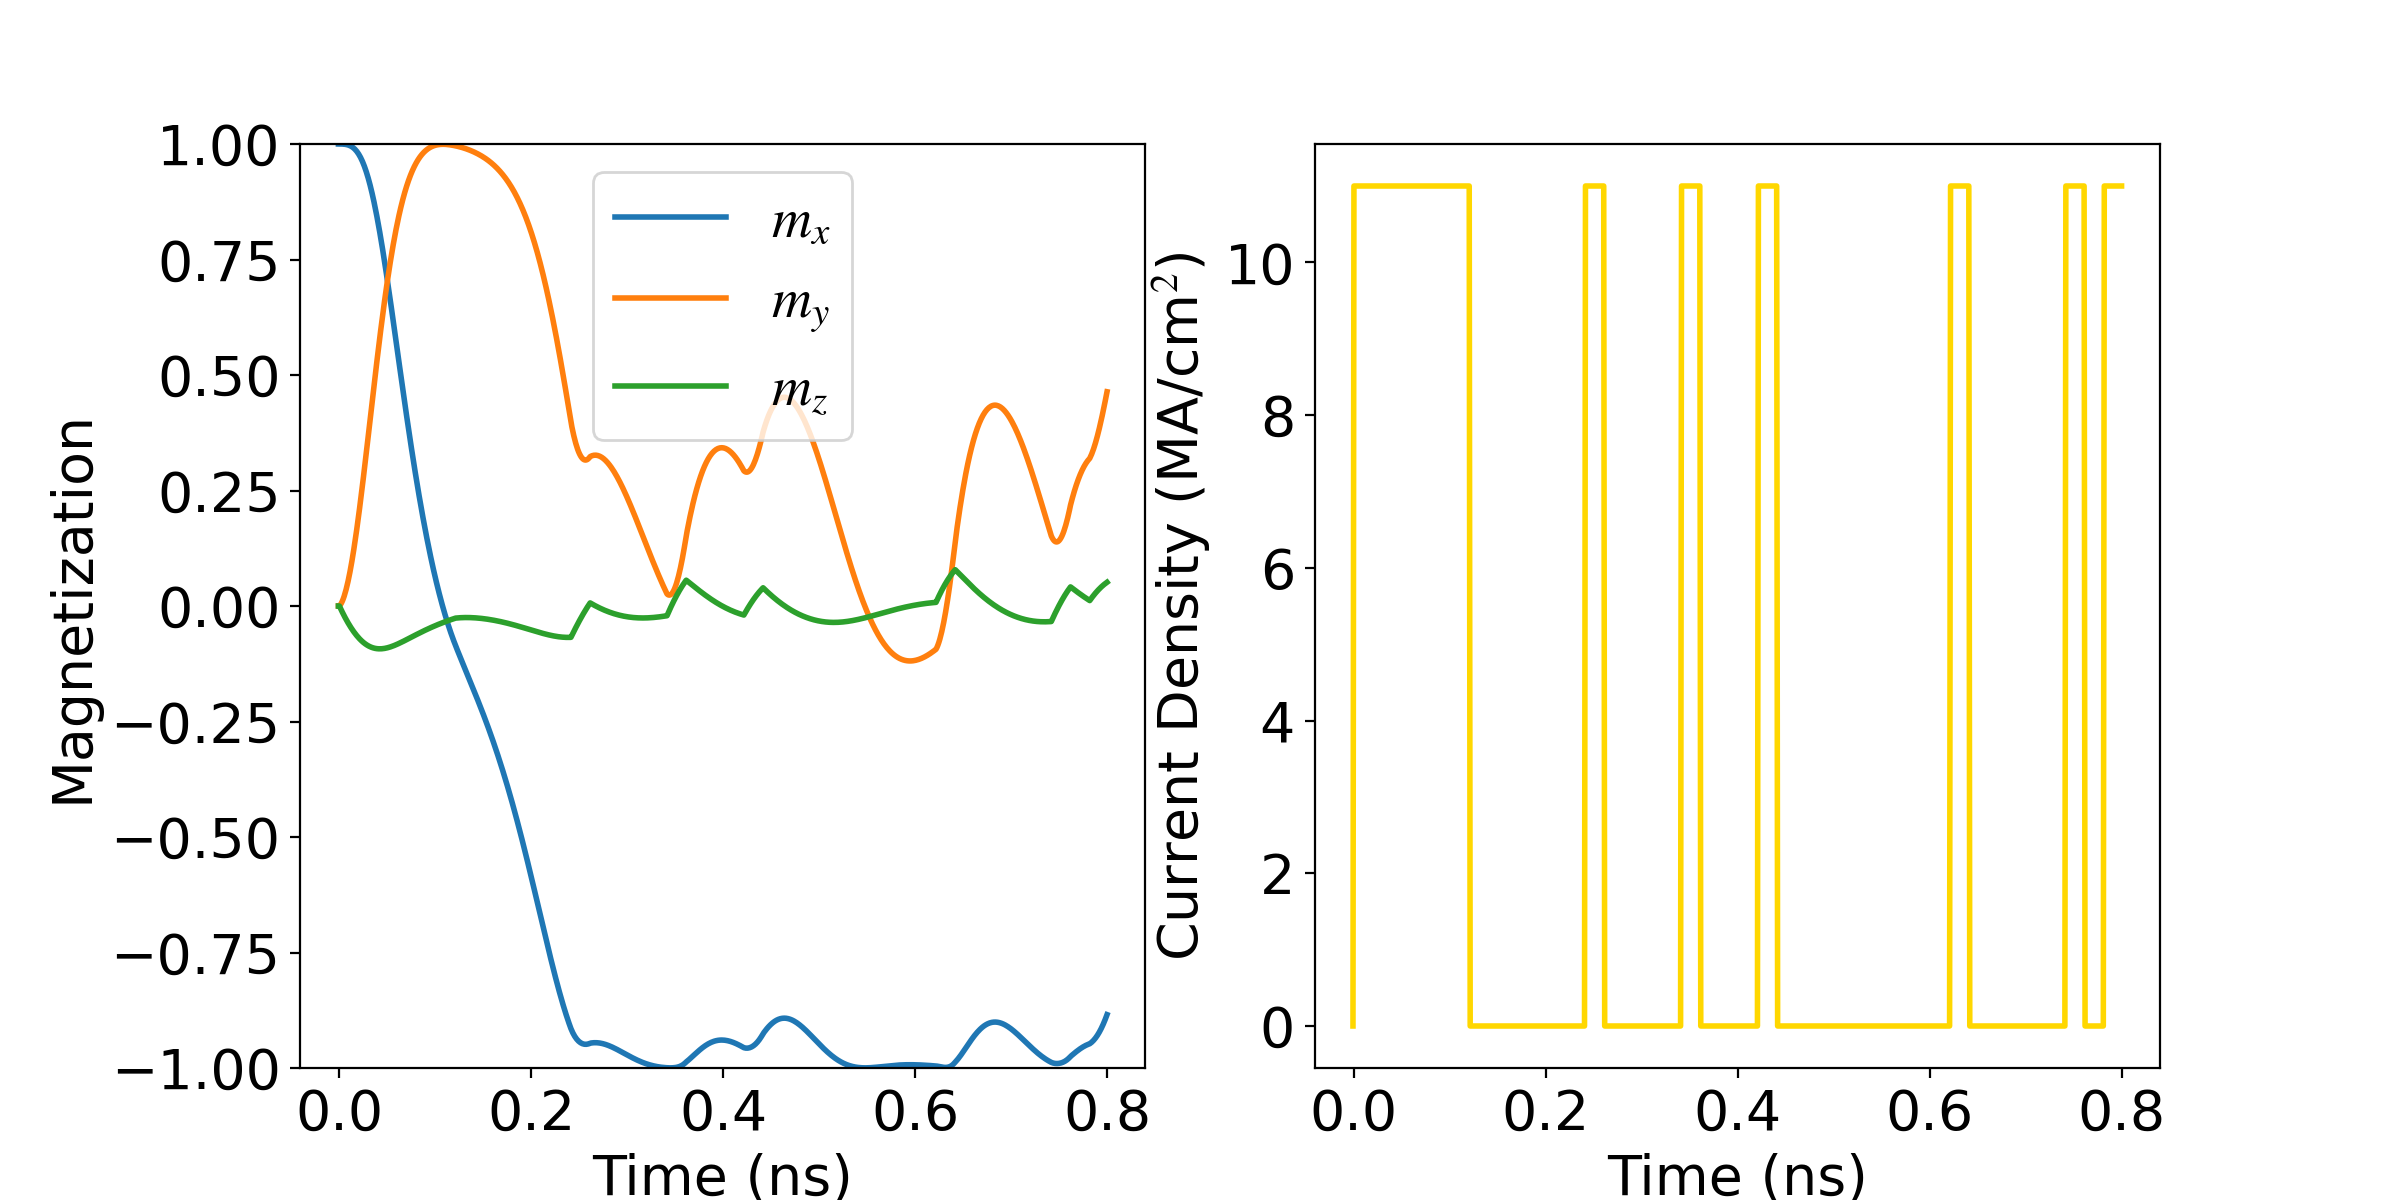 Magnetization
1.00
0.75
0.50
0.25
0.00
−0.25
−0.50
−0.75
−1.00
0.0 0.2 0.4 0.6 0.8
Time (ns)
m_x
m_y
m_z
Current Density (MA/cm²)
10
8
6
4
2
0
0.0 0.2 0.4 0.6 0.8
Time (ns)